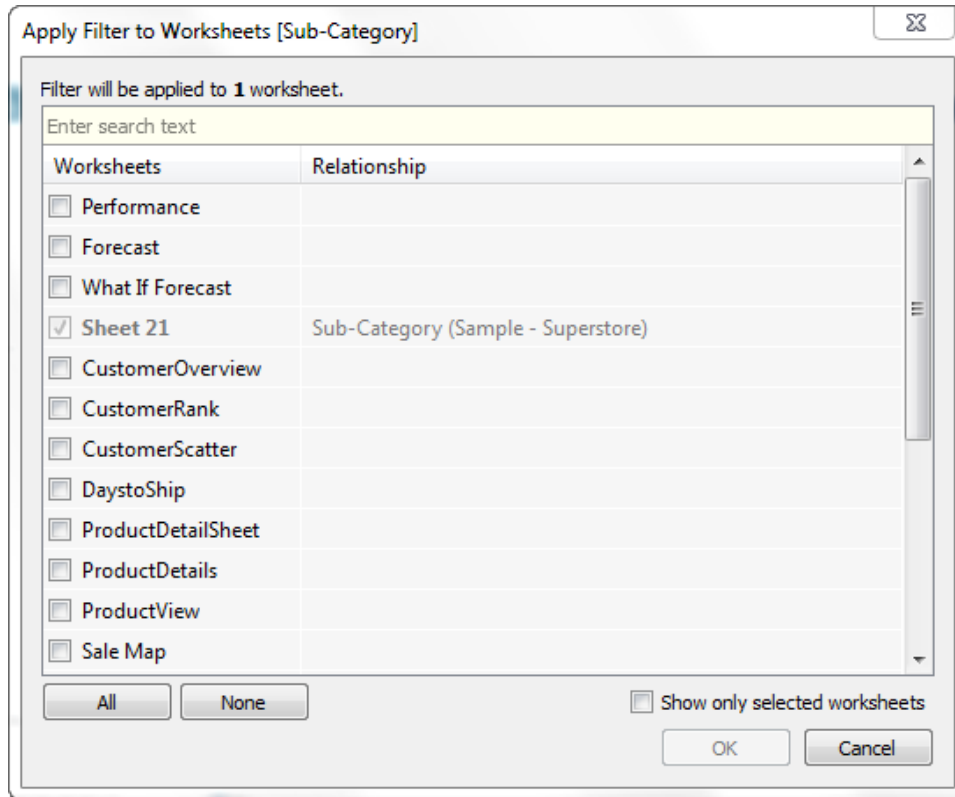 Apply Filter to Worksheets [Sub-Category]
Filter will be applied to 1 worksheet.
Enter search text
Worksheets Relationship
Performance
Forecast
What If Forecast
Sheet 21 Sub-Category (Sample - Superstore)
CustomerOverview
CustomerRank
CustomerScatter
DaystoShip
ProductDetailSheet
ProductDetails
ProductView
Sale Map
All None Show only selected worksheets
OK Cancel